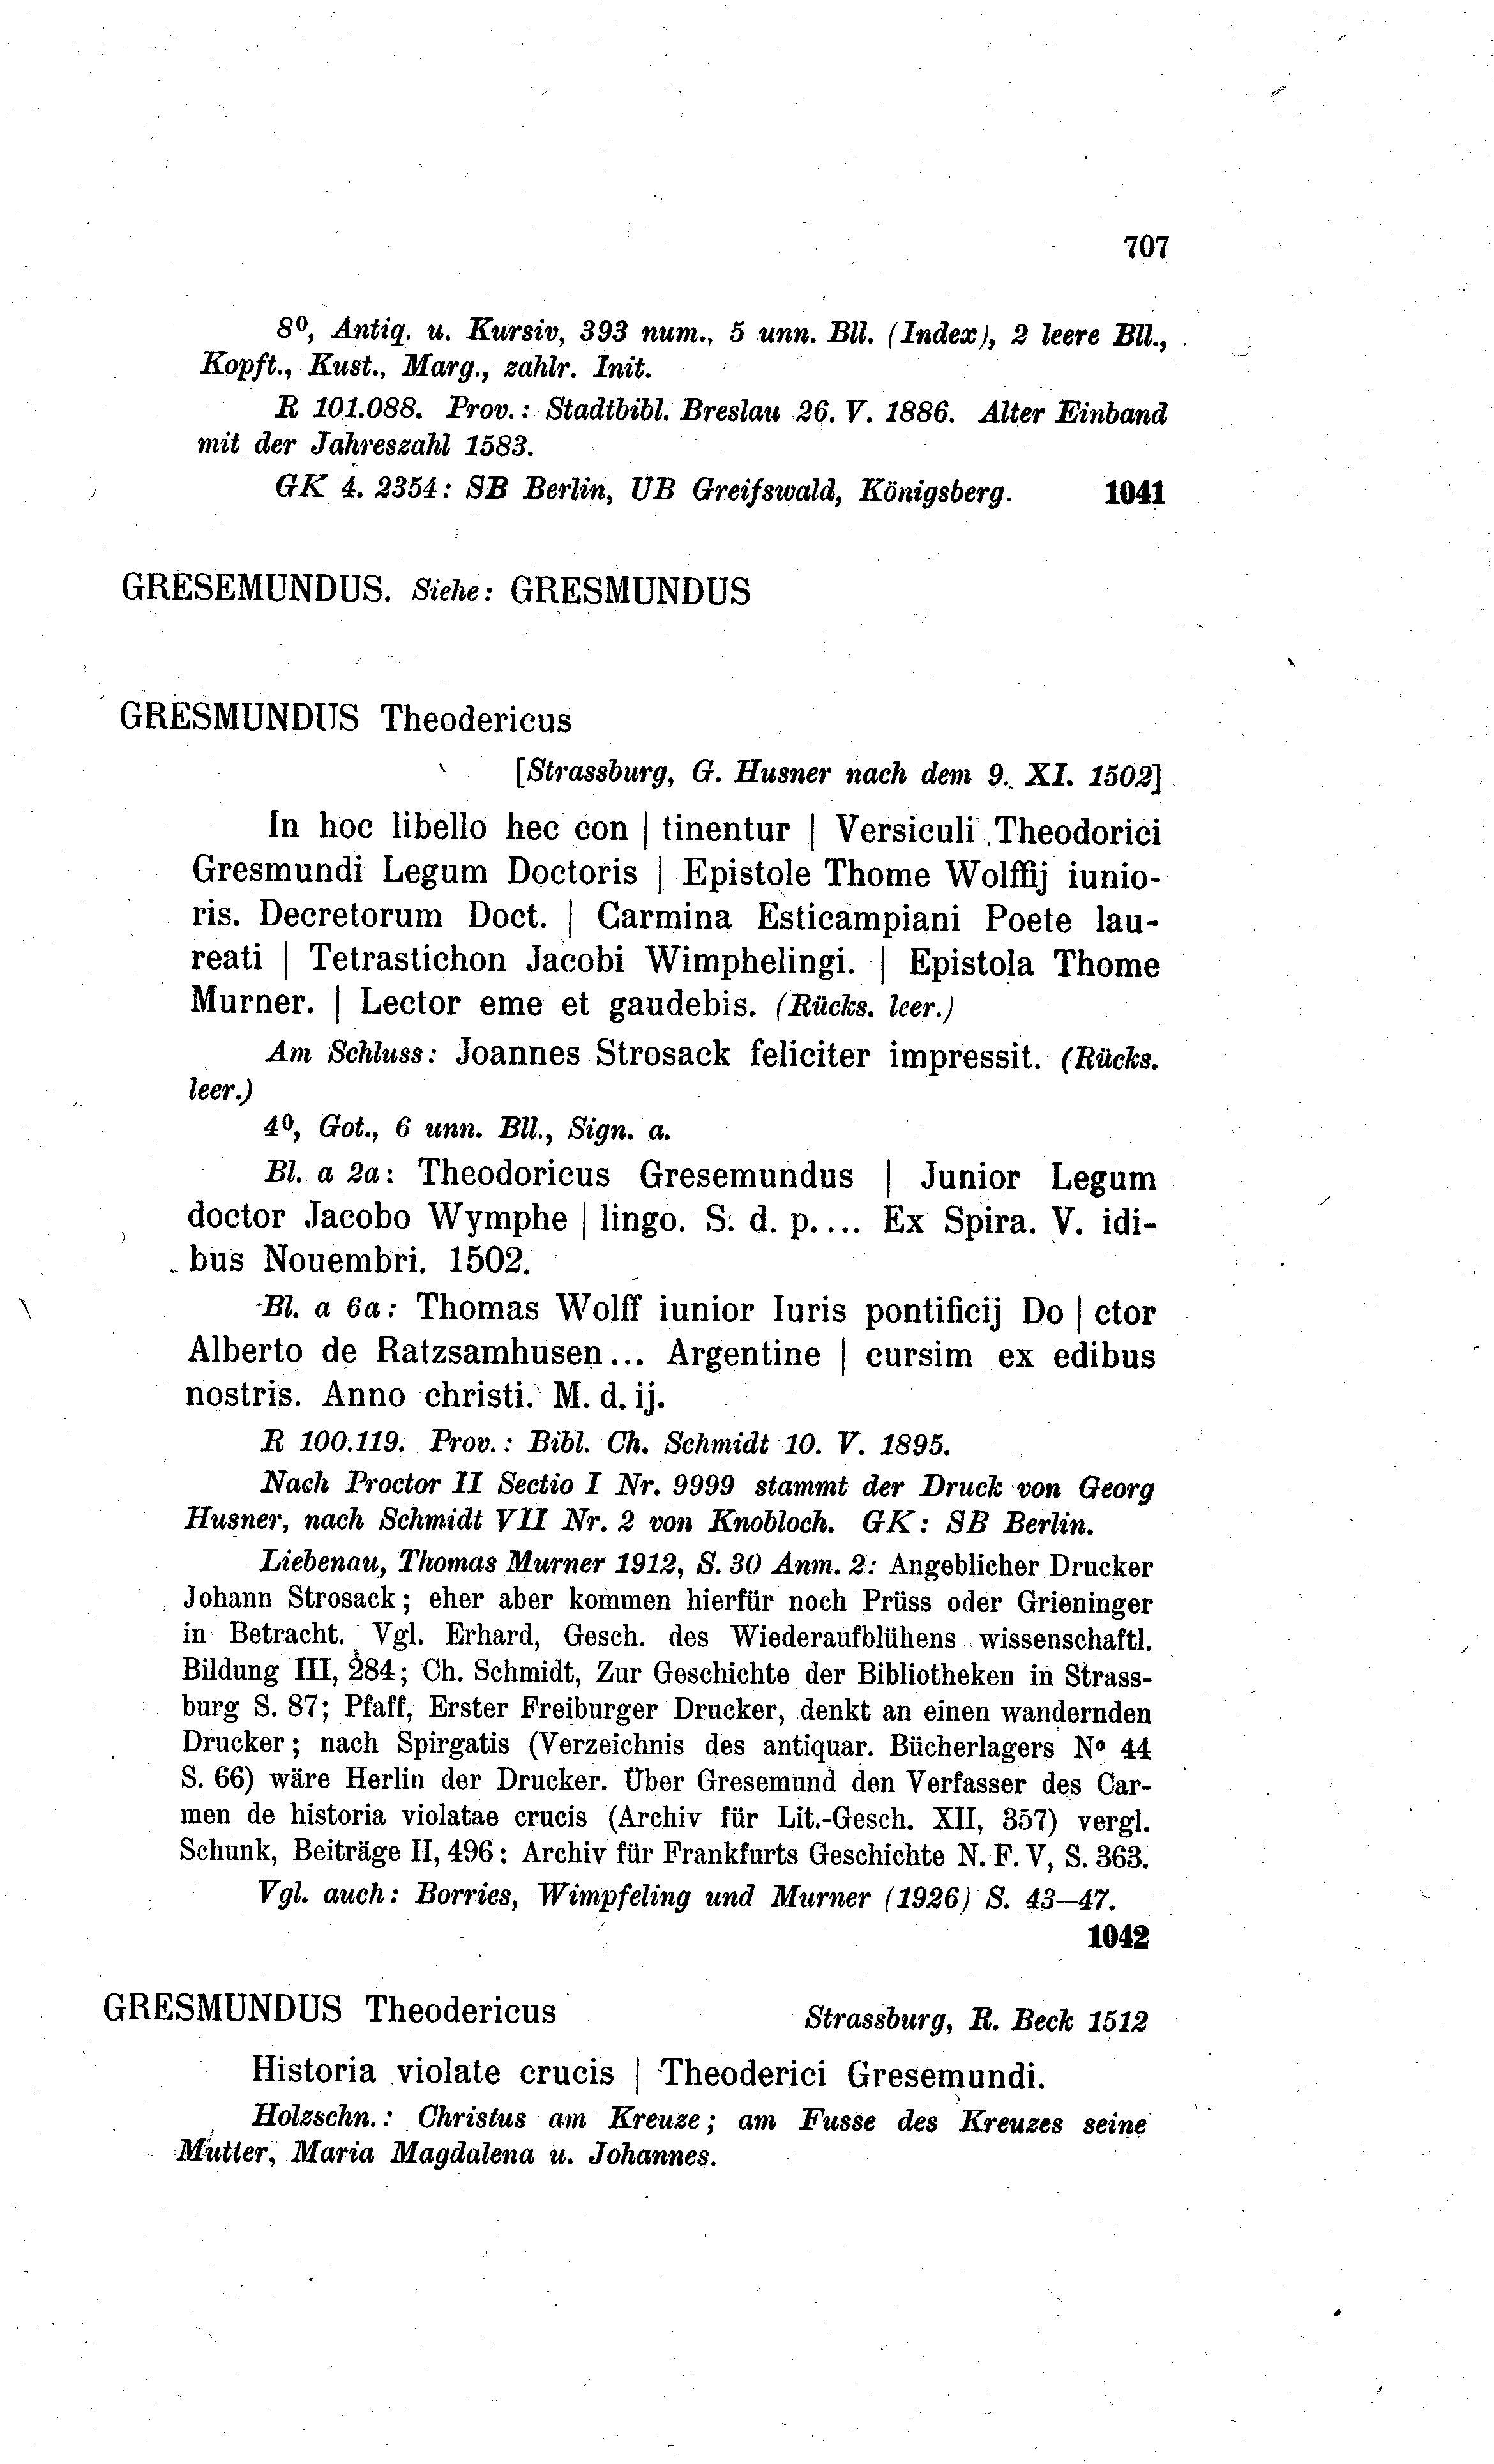 707
8⁰, Antiq. u. Kursiv, 393 num., 5 unn. Bll. (Index), 2 leere Bll.,
Kopft., Kust., Marg., zahlr. Init.
R 101.088. Prov.: Stadtbibl. Breslau 26. V. 1886. Alter Einband
mit der Jahreszahl 1583.
GK 4. 2354: SB Berlin, UB Greifswald, Königsberg. 1041
GRESEMUNDUS. Siehe: GRESMUNDUS
GRESMUNDUS Theodericus
[Strassburg, G. Husner nach dem 9. XI. 1502]
In hoc libello hec con | tinentur | Versiculi Theodorici
Gresmundi Legum Doctoris | Epistole Thome Wolffij iunio-
ris. Decretorum Doct. | Carmina Esticampiani Poete lau-
reati | Tetrastichon Jacobi Wimphelingi. | Epistola Thome
Murner. | Lector eme et gaudebis. (Rücks. leer.)
Am Schluss: Joannes Strosack feliciter impressit. (Rücks.
leer.)
4⁰, Got., 6 unn. Bll., Sign. a.
Bl. a 2a: Theodoricus Gresemundus | Junior Legum
doctor Jacobo Wymphe | lingo. S. d. p.... Ex Spira. V. idi-
bus Nouembri. 1502.
Bl. a 6a: Thomas Wolff iunior Iuris pontificij Do | ctor
Alberto de Ratzsamhusen... Argentine | cursim ex edibus
nostris. Anno christi. M. d. ij.
R 100.119. Prov.: Bibl. Ch. Schmidt 10. V. 1895.
Nach Proctor II Sectio I Nr. 9999 stammt der Druck von Georg
Husner, nach Schmidt VII Nr. 2 von Knobloch. GK: SB Berlin.
Liebenau, Thomas Murner 1912, S. 30 Anm. 2: Angeblicher Drucker
Johann Strosack; eher aber kommen hierfür noch Prüss oder Grieninger
in Betracht. Vgl. Erhard, Gesch. des Wiederaufblühens wissenschaftl.
Bildung III, 284; Ch. Schmidt, Zur Geschichte der Bibliotheken in Strass-
burg S. 87; Pfaff, Erster Freiburger Drucker, denkt an einen wandernden
Drucker; nach Spirgatis (Verzeichnis des antiquar. Bücherlagers Nº 44
S. 66) wäre Herlin der Drucker. Über Gresemund den Verfasser des Car-
men de historia violatae crucis (Archiv für Lit.-Gesch. XII, 357) vergl.
Schunk, Beiträge II, 496: Archiv für Frankfurts Geschichte N. F. V, S. 363.
Vgl. auch: Borries, Wimpfeling und Murner (1926) S. 43—47.
1042
GRESMUNDUS Theodericus Strassburg, R. Beck 1512
Historia violate crucis | Theoderici Gresemundi.
Holzschn.: Christus am Kreuze; am Fusse des Kreuzes seine
Mutter, Maria Magdalena u. Johannes.